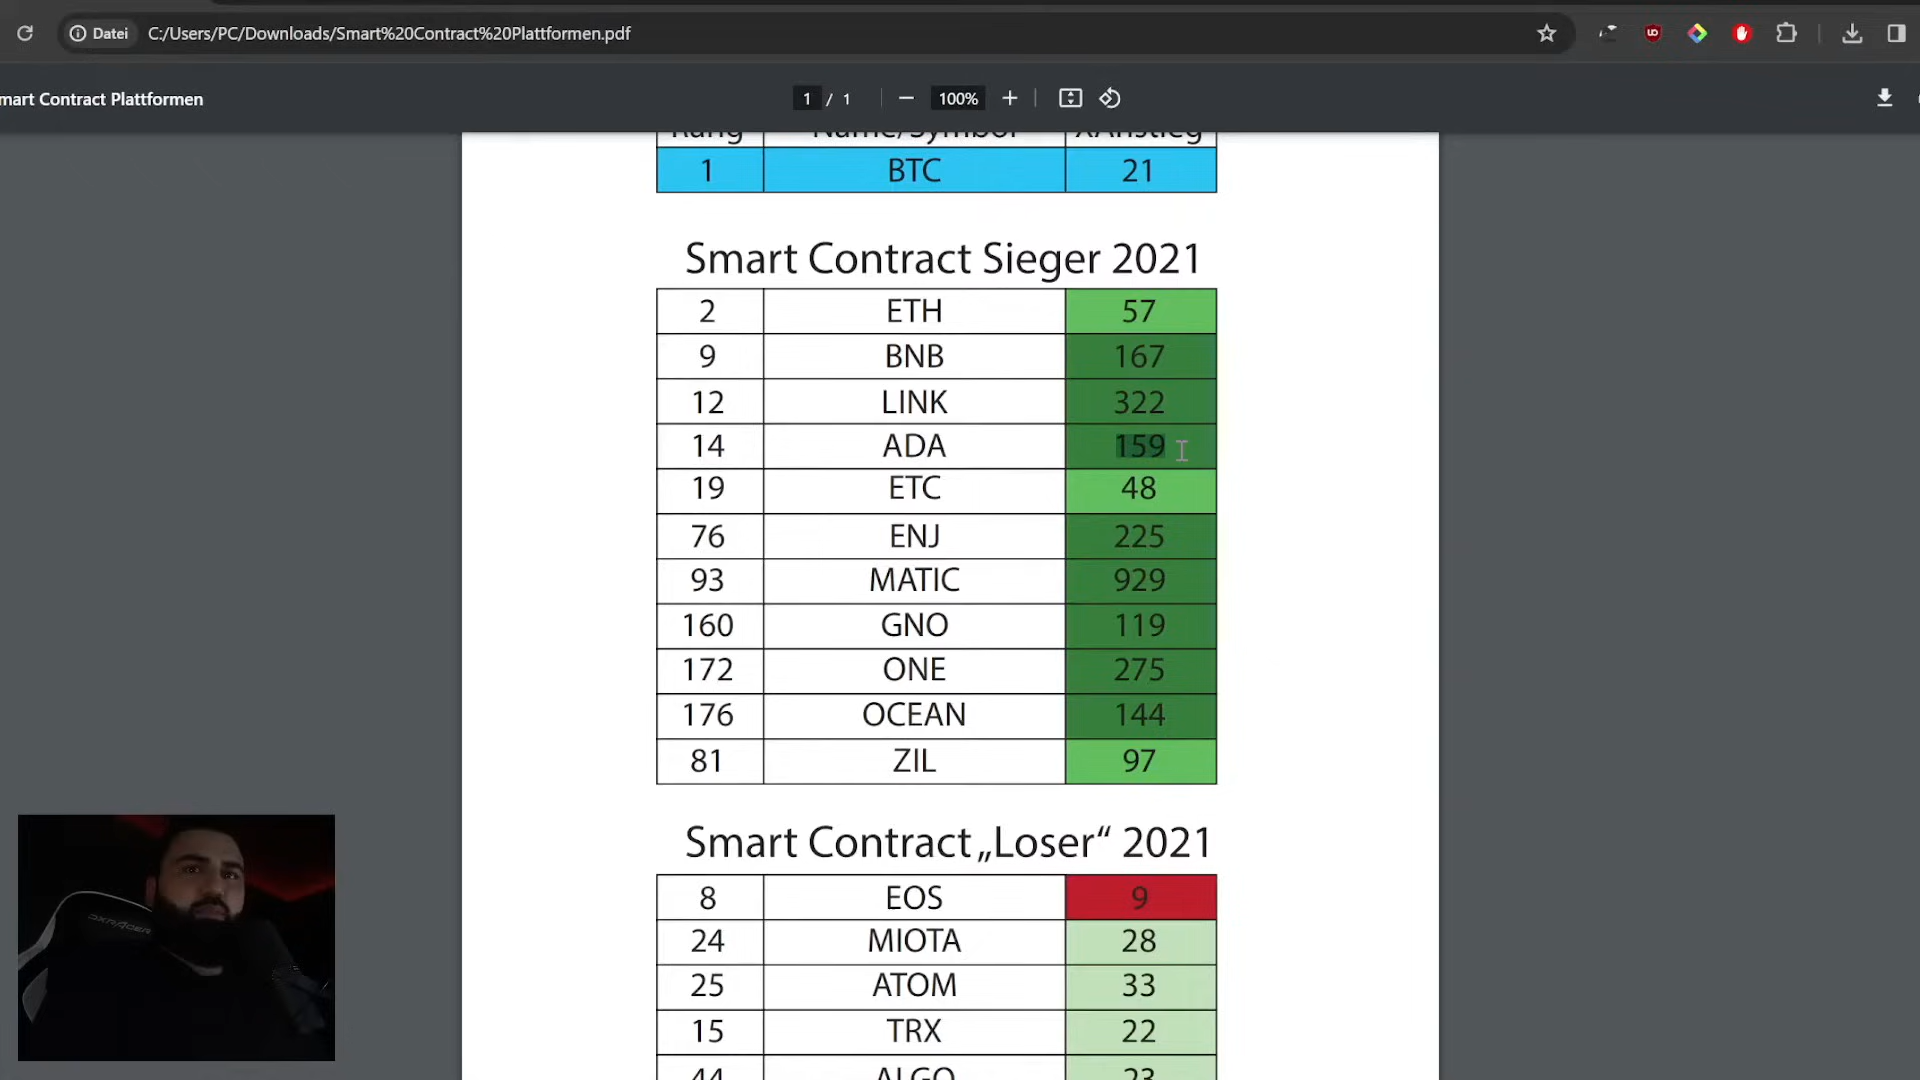 Datei C:/Users/PC/Downloads/Smart%20Contract%20Plattformen.pdf
mart Contract Plattformen 1 / 1 100%
Rang Name/Symbol XAnstieg
1 BTC 21
Smart Contract Sieger 2021
2 ETH 57
9 BNB 167
12 LINK 322
14 ADA 159
19 ETC 48
76 ENJ 225
93 MATIC 929
160 GNO 119
172 ONE 275
176 OCEAN 144
81 ZIL 97
Smart Contract „Loser“ 2021
8 EOS 9
24 MIOTA 28
25 ATOM 33
15 TRX 22
44 ALGO 23
DXRACER